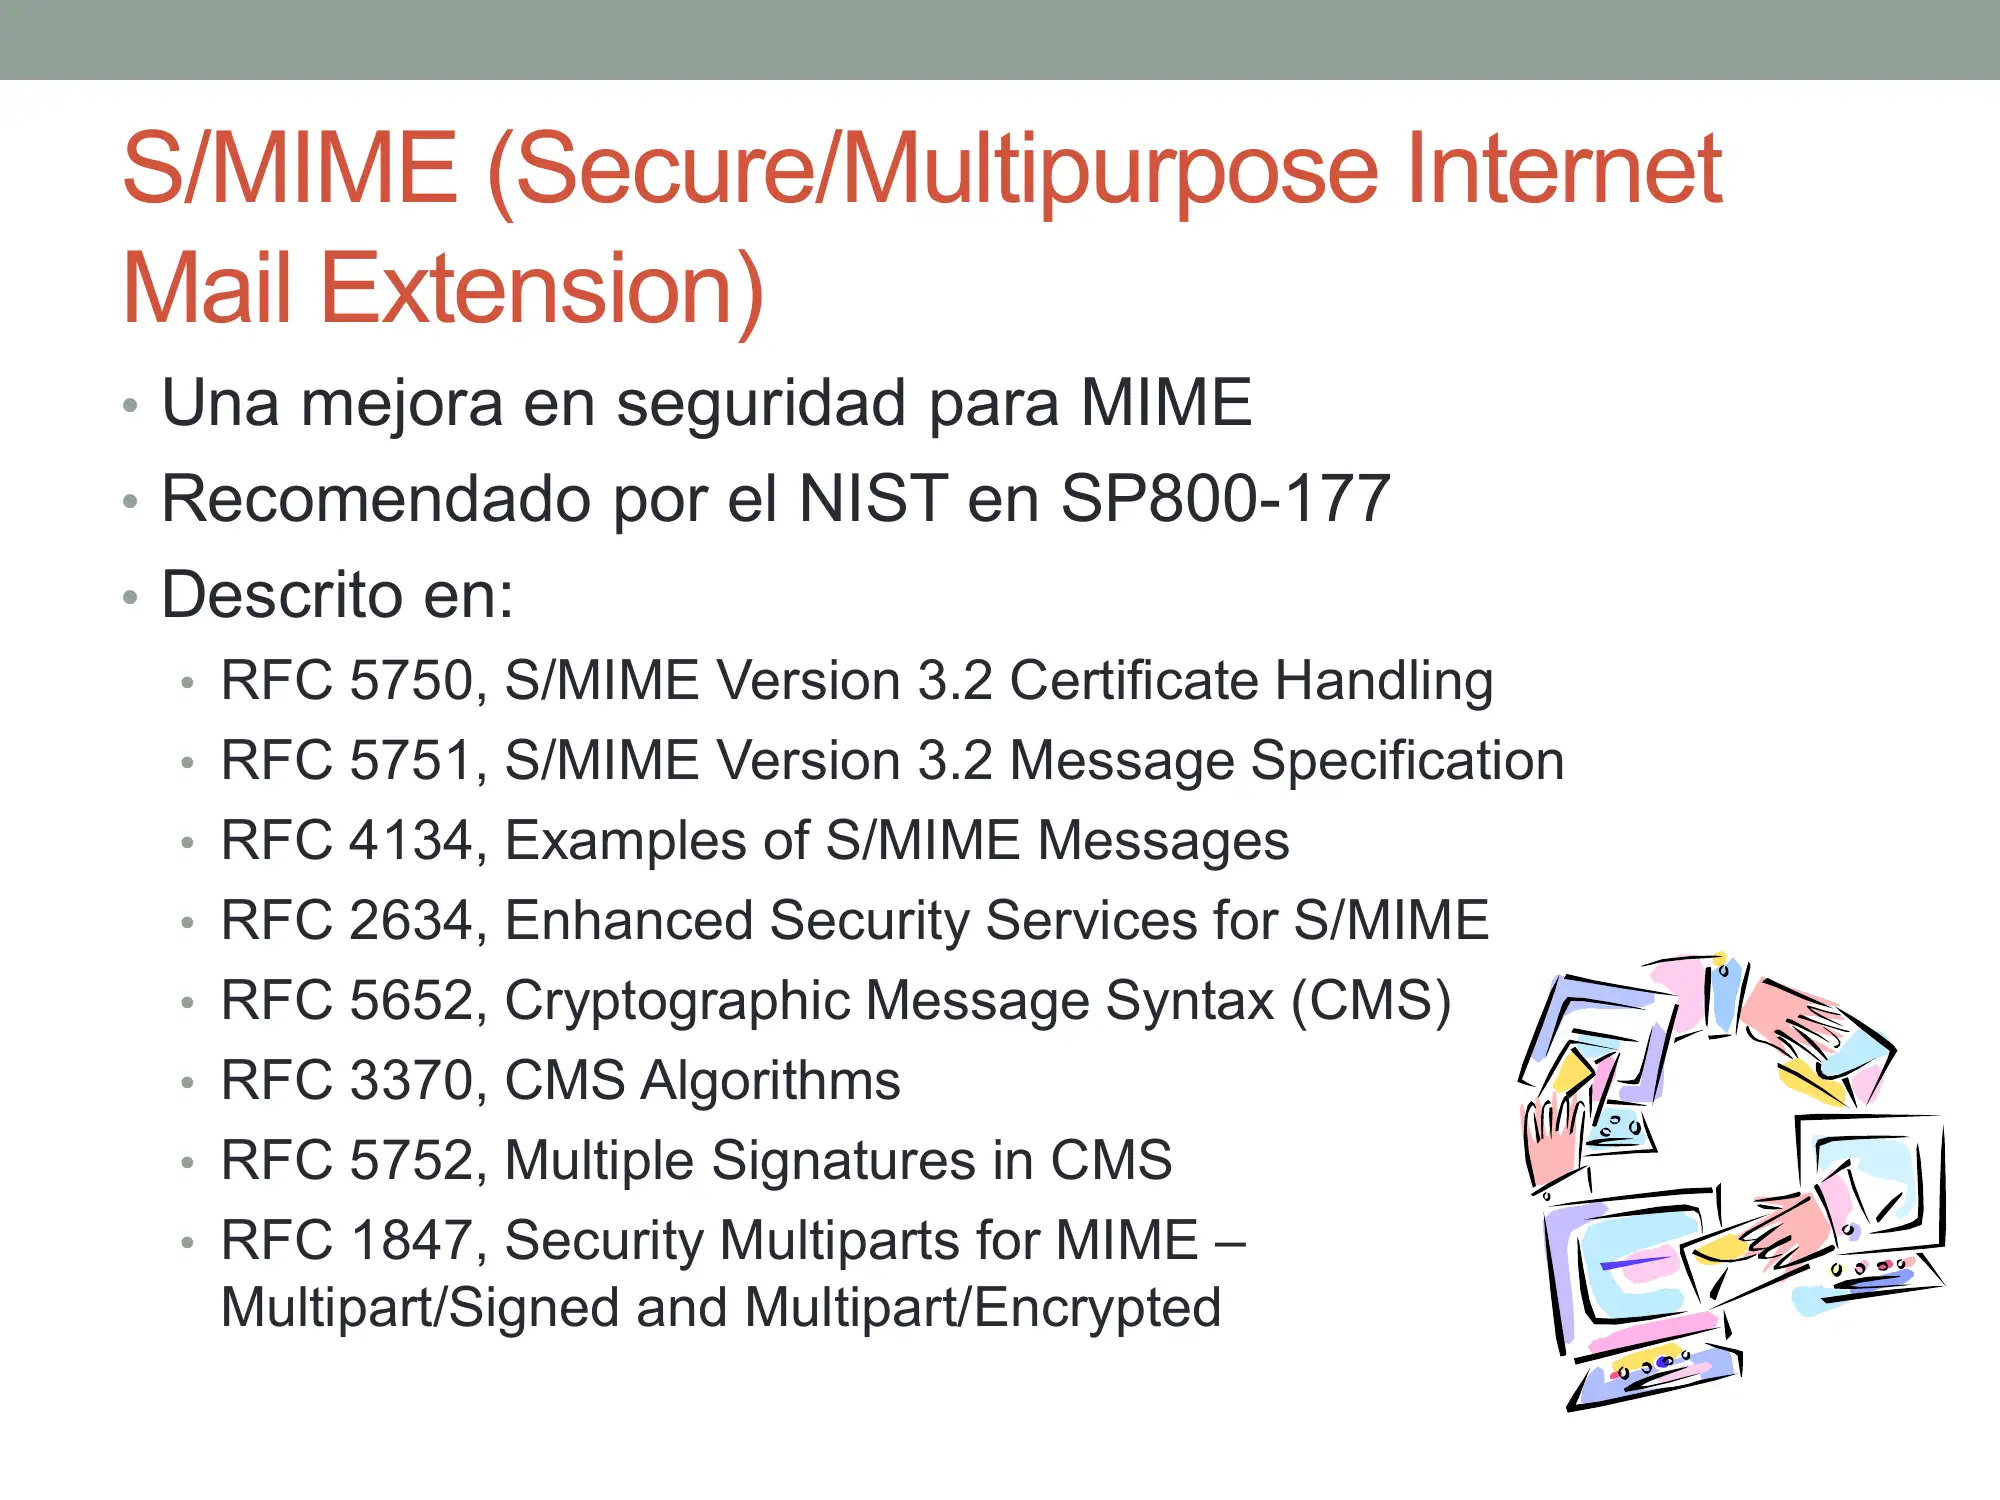 S/MIME (Secure/Multipurpose Internet
Mail Extension)
• Una mejora en seguridad para MIME
• Recomendado por el NIST en SP800-177
• Descrito en:
• RFC 5750, S/MIME Version 3.2 Certificate Handling
• RFC 5751, S/MIME Version 3.2 Message Specification
• RFC 4134, Examples of S/MIME Messages
• RFC 2634, Enhanced Security Services for S/MIME
• RFC 5652, Cryptographic Message Syntax (CMS)
• RFC 3370, CMS Algorithms
• RFC 5752, Multiple Signatures in CMS
• RFC 1847, Security Multiparts for MIME –
Multipart/Signed and Multipart/Encrypted